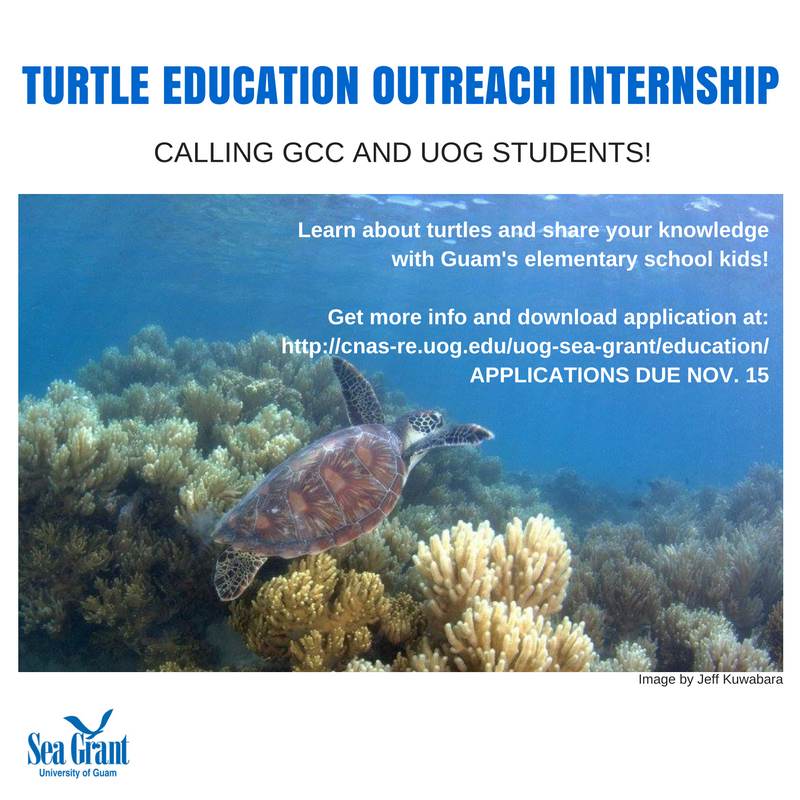 TURTLE EDUCATION OUTREACH INTERNSHIP
CALLING GCC AND UOG STUDENTS!
Learn about turtles and share your knowledge
with Guam's elementary school kids!
Get more info and download application at:
http://cnas-re.uog.edu/uog-sea-grant/education/
APPLICATIONS DUE NOV. 15
Image by Jeff Kuwabara
Sea Grant
University of Guam